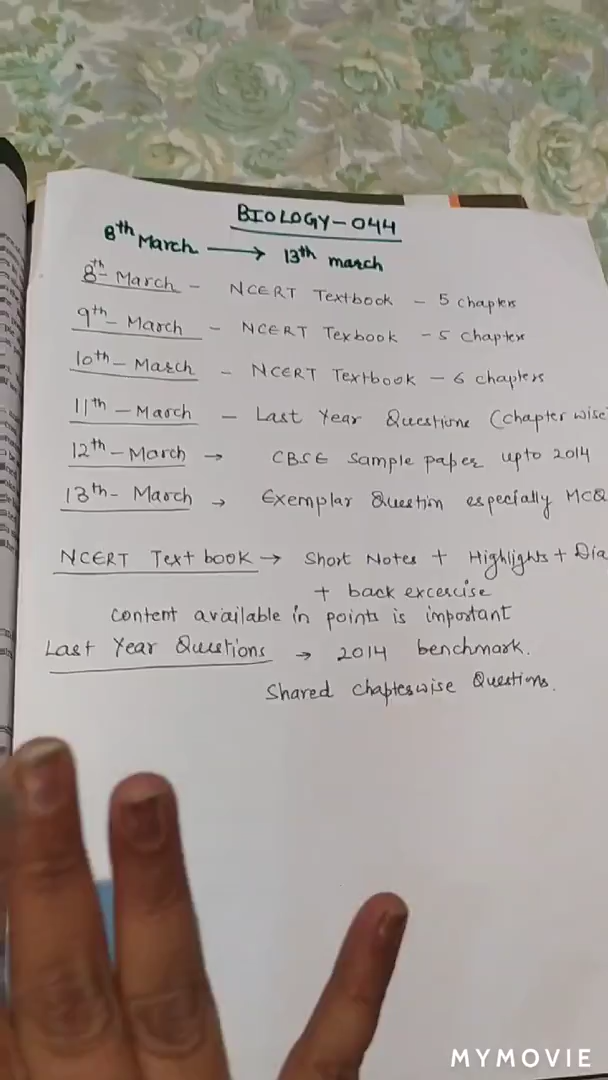 BIOLOGY-044
8th March → 13th march
8th March - NCERT Textbook - 5 chapters
9th - March - NCERT Texbook - 5 Chapters
10th - March - NCERT Textbook - 6 chapters
11th - March - Last Year Questions (chapter wise
12th - March → CBSE Sample paper upto 2014
13th - March → Exemplar Question especially MCQ
NCERT Text book → Short Notes + Highlights + Dia
+ back excercise
Content available in points is important
Last Year Questions → 2014 benchmark.
Shared chapterswise Questions.
MYMOVIE